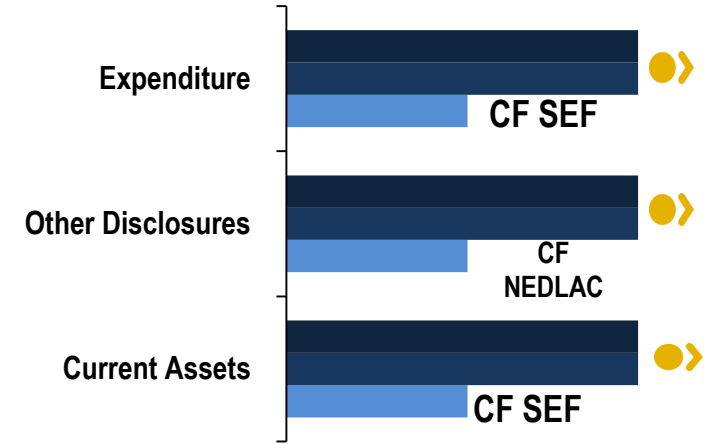 Expenditure
CF SEF
Other Disclosures
CF
NEDLAC
Current Assets
CF SEF